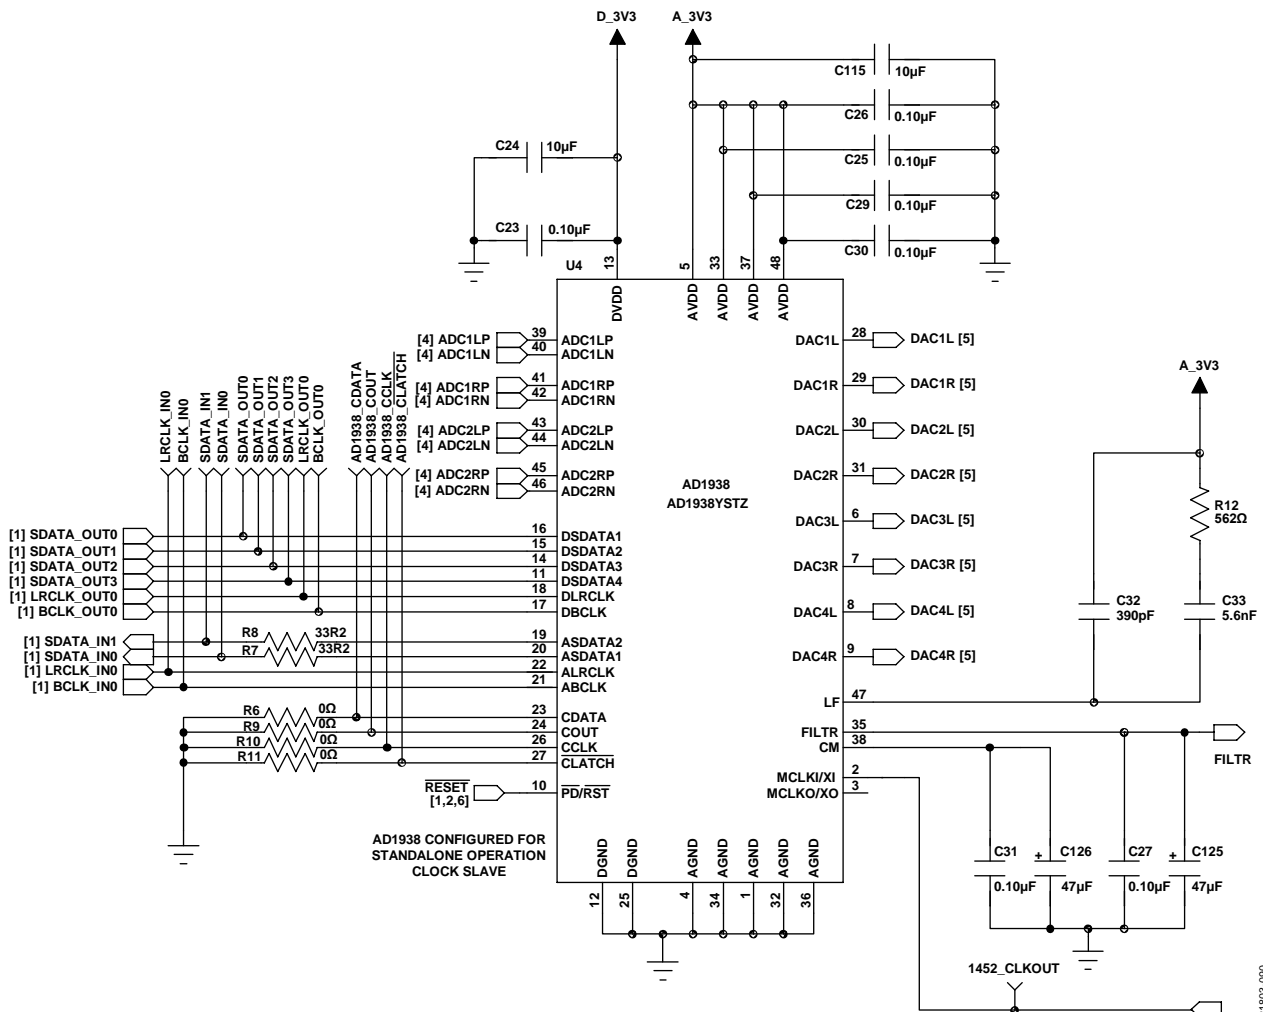 D_3V3
A_3V3
C115
10µF
C26
0.10µF
C24
10µF
C25
0.10µF
C29
0.10µF
C23
0.10µF
C30
0.10µF
U4
13
5
33
37
48
DVDD
AVDD
AVDD
AVDD
AVDD
[4] ADC1LP
39
ADC1LP
[4] ADC1LN
40
ADC1LN
[4] ADC1RP
41
ADC1RP
[4] ADC1RN
42
ADC1RN
[4] ADC2LP
43
ADC2LP
[4] ADC2LN
44
ADC2LN
[4] ADC2RP
45
ADC2RP
[4] ADC2RN
46
ADC2RN
DAC1L
28
DAC1L [5]
DAC1R
29
DAC1R [5]
DAC2L
30
DAC2L [5]
DAC2R
31
DAC2R [5]
DAC3L
6
DAC3L [5]
DAC3R
7
DAC3R [5]
DAC4L
8
DAC4L [5]
DAC4R
9
DAC4R [5]
AD1938
AD1938YSTZ
LRCLK_IN0
BCLK_IN0
SDATA_IN1
SDATA_IN0
SDATA_OUT0
SDATA_OUT1
SDATA_OUT2
SDATA_OUT3
LRCLK_OUT0
BCLK_OUT0
AD1938_CDATA
AD1938_COUT
AD1938_CCLK
AD1938_CLATCH
[1] SDATA_OUT0
16
DSDATA1
[1] SDATA_OUT1
15
DSDATA2
[1] SDATA_OUT2
14
DSDATA3
[1] SDATA_OUT3
11
DSDATA4
[1] LRCLK_OUT0
18
DLRCLK
[1] BCLK_OUT0
17
DBCLK
[1] SDATA_IN1
R8
33R2
19
ASDATA2
[1] SDATA_IN0
R7
33R2
20
ASDATA1
[1] LRCLK_IN0
22
ALRCLK
[1] BCLK_IN0
21
ABCLK
R6
0Ω
23
CDATA
R9
0Ω
24
COUT
R10
0Ω
26
CCLK
R11
0Ω
27
CLATCH
RESET
[1,2,6]
10
PD/RST
AD1938 CONFIGURED FOR
STANDALONE OPERATION
CLOCK SLAVE
A_3V3
R12
562Ω
C32
390pF
C33
5.6nF
LF
47
FILTR
35
FILTR
CM
38
MCLKI/XI
2
MCLKO/XO
3
C31
0.10µF
+ C126
47µF
C27
0.10µF
+ C125
47µF
DGND
DGND
AGND
AGND
AGND
AGND
AGND
12
25
4
34
1
32
36
1452_CLKOUT